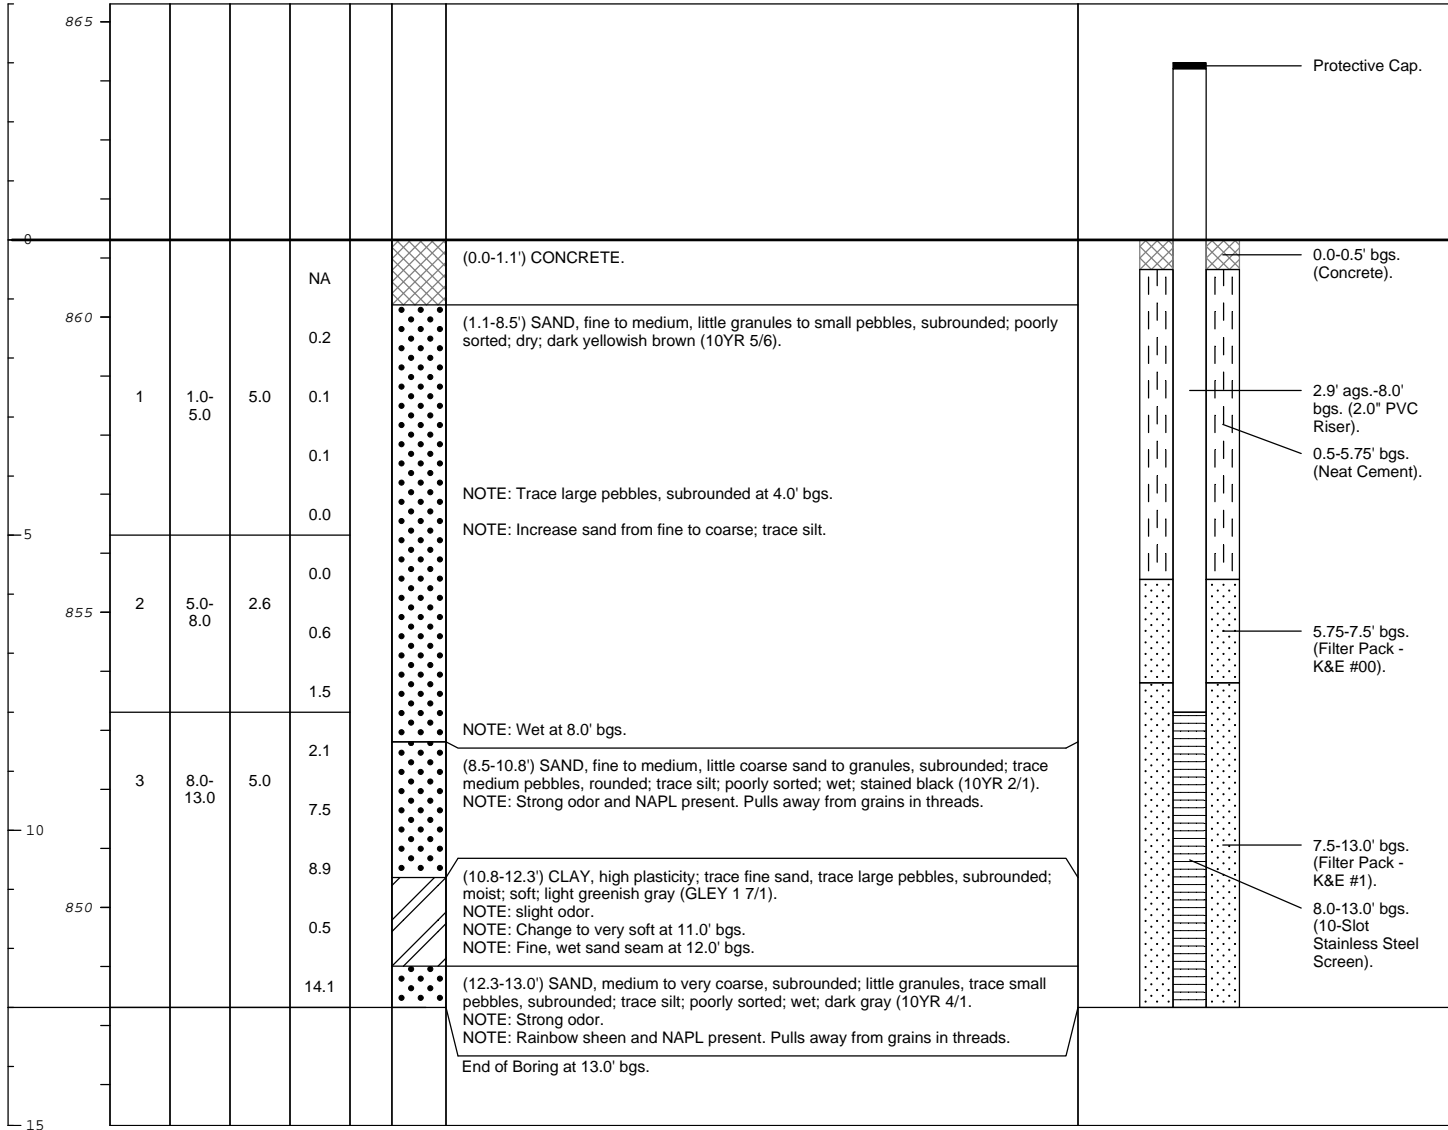 865
Protective Cap.
0
(0.0-1.1') CONCRETE.
0.0-0.5' bgs.
(Concrete).
NA
860
(1.1-8.5') SAND, fine to medium, little granules to small pebbles, subrounded; poorly
sorted; dry; dark yellowish brown (10YR 5/6).
0.2
1
1.0-
5.0
5.0
0.1
2.9' ags.-8.0'
bgs. (2.0" PVC
Riser).
0.1
0.5-5.75' bgs.
(Neat Cement).
NOTE: Trace large pebbles, subrounded at 4.0' bgs.
0.0
NOTE: Increase sand from fine to coarse; trace silt.
5
0.0
855
2
5.0-
8.0
2.6
0.6
5.75-7.5' bgs.
(Filter Pack -
K&E #00).
1.5
NOTE: Wet at 8.0' bgs.
2.1
(8.5-10.8') SAND, fine to medium, little coarse sand to granules, subrounded; trace
medium pebbles, rounded; trace silt; poorly sorted; wet; stained black (10YR 2/1).
NOTE: Strong odor and NAPL present. Pulls away from grains in threads.
3
8.0-
13.0
5.0
7.5
10
7.5-13.0' bgs.
(Filter Pack -
K&E #1).
8.9
(10.8-12.3') CLAY, high plasticity; trace fine sand, trace large pebbles, subrounded;
moist; soft; light greenish gray (GLEY 1 7/1).
NOTE: slight odor.
NOTE: Change to very soft at 11.0' bgs.
NOTE: Fine, wet sand seam at 12.0' bgs.
850
0.5
8.0-13.0' bgs.
(10-Slot
Stainless Steel
Screen).
14.1
(12.3-13.0') SAND, medium to very coarse, subrounded; little granules, trace small
pebbles, subrounded; trace silt; poorly sorted; wet; dark gray (10YR 4/1.
NOTE: Strong odor.
NOTE: Rainbow sheen and NAPL present. Pulls away from grains in threads.
End of Boring at 13.0' bgs.
15